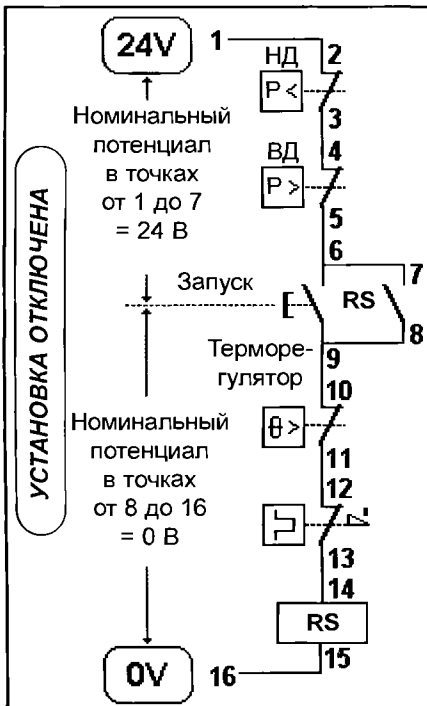 24V
1
2
НД
P <
3
Номинальный
потенциал
в точках
от 1 до 7
= 24 В
4
ВД
P >
5
6
7
УСТАНОВКА ОТКЛЮЧЕНА
Запуск
RS
8
9
Терморе-
гулятор
10
θ >
11
Номинальный
потенциал
в точках
от 8 до 16
= 0 В
12
13
14
RS
15
0V
16